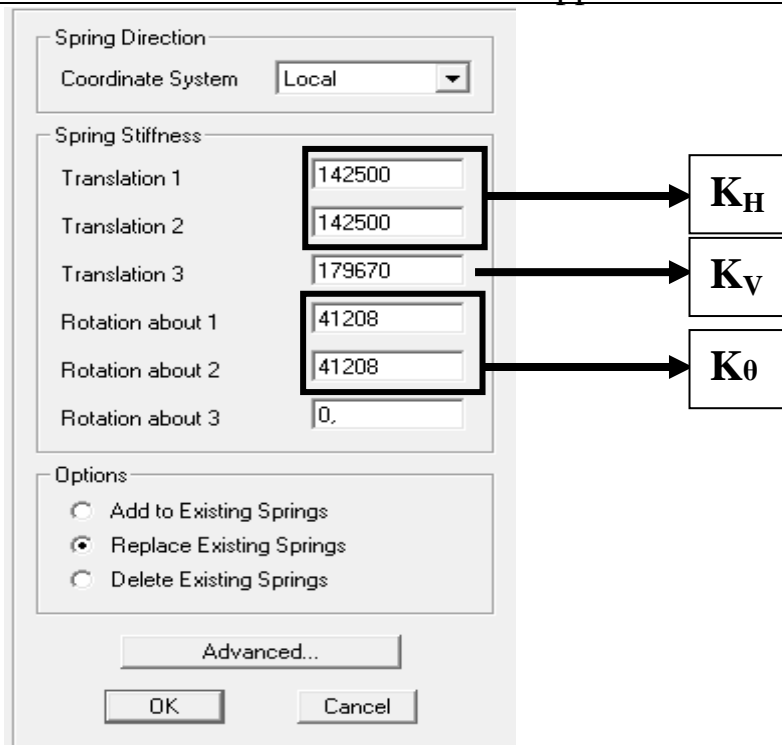 Spring Direction
Coordinate System Local
Spring Stiffness
Translation 1 142500
K_H
Translation 2 142500
Translation 3 179670
K_V
Rotation about 1 41208
Rotation about 2 41208
Kθ
Rotation about 3 0,
Options
Add to Existing Springs
Replace Existing Springs
Delete Existing Springs
Advanced...
OK Cancel